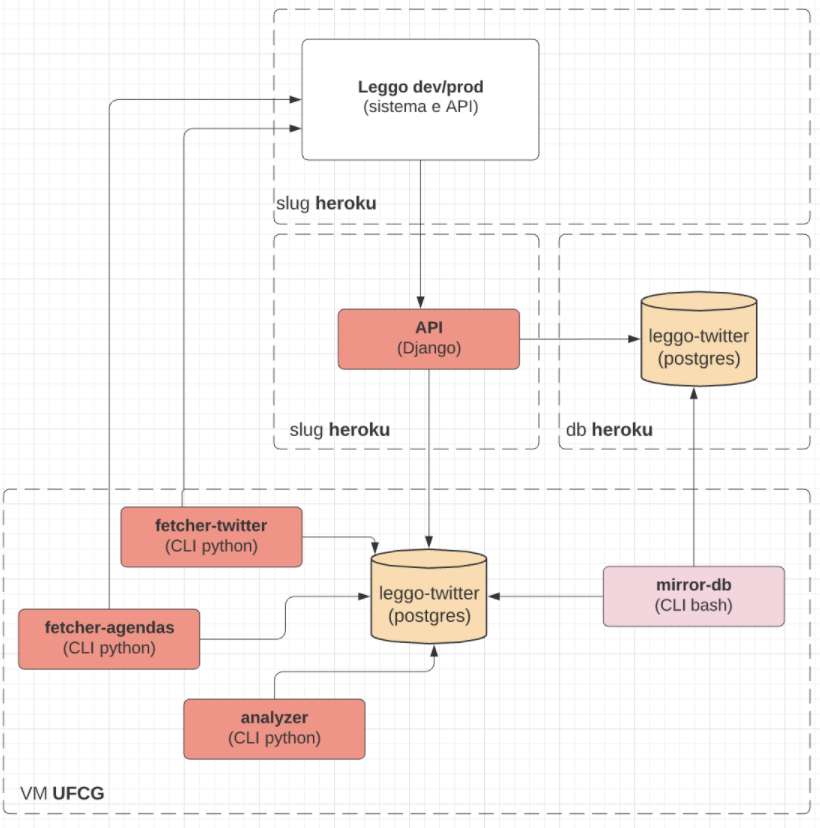 Leggo dev/prod
(sistema e API)
slug heroku
API
(Django)
leggo-twitter
(postgres)
slug heroku
db heroku
fetcher-twitter
(CLI python)
leggo-twitter
(postgres)
mirror-db
(CLI bash)
fetcher-agendas
(CLI python)
analyzer
(CLI python)
VM UFCG